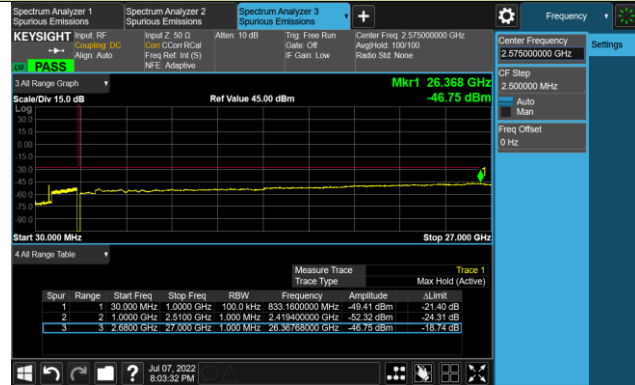 Spectrum Analyzer 1
Spurious Emissions
Spectrum Analyzer 2
Spurious Emissions
Spectrum Analyzer 3
Spurious Emissions
Frequency
KEYSIGHT
Input: RF
Coupling: DC
Align: Auto
Input Z: 50 Ω
Corr CCorr RCal
Freq Ref: Int (S)
NFE: Adaptive
Atten: 10 dB
Trig: Free Run
Gate: Off
IF Gain: Low
Center Freq: 2.575000000 GHz
Avg|Hold: 100/100
Radio Std: None
PASS
Center Frequency
2.575000000 GHz
Settings
CF Step
2.500000 MHz
Auto
Man
Freq Offset
0 Hz
3 All Range Graph
Mkr1 26.368 GHz
Scale/Div 15.0 dB
Ref Value 45.00 dBm
-46.75 dBm
Log
30.0
15.0
0.00
-15.0
-30.0
-45.0
-60.0
-75.0
-90.0
1
Start 30.000 MHz
Stop 27.000 GHz
4 All Range Table
Measure Trace Trace 1
Trace Type Max Hold (Active)
Spur Range Start Freq Stop Freq RBW Frequency Amplitude ΔLimit
1 1 30.000 MHz 1.0000 GHz 100.0 kHz 833.1600000 MHz -49.41 dBm -21.40 dB
2 2 1.0000 GHz 2.5100 GHz 1.000 MHz 2.419400000 GHz -52.32 dBm -24.31 dB
3 3 2.6800 GHz 27.000 GHz 1.000 MHz 26.36768000 GHz -46.75 dBm -18.74 dB
?
Jul 07, 2022
8:03:32 PM